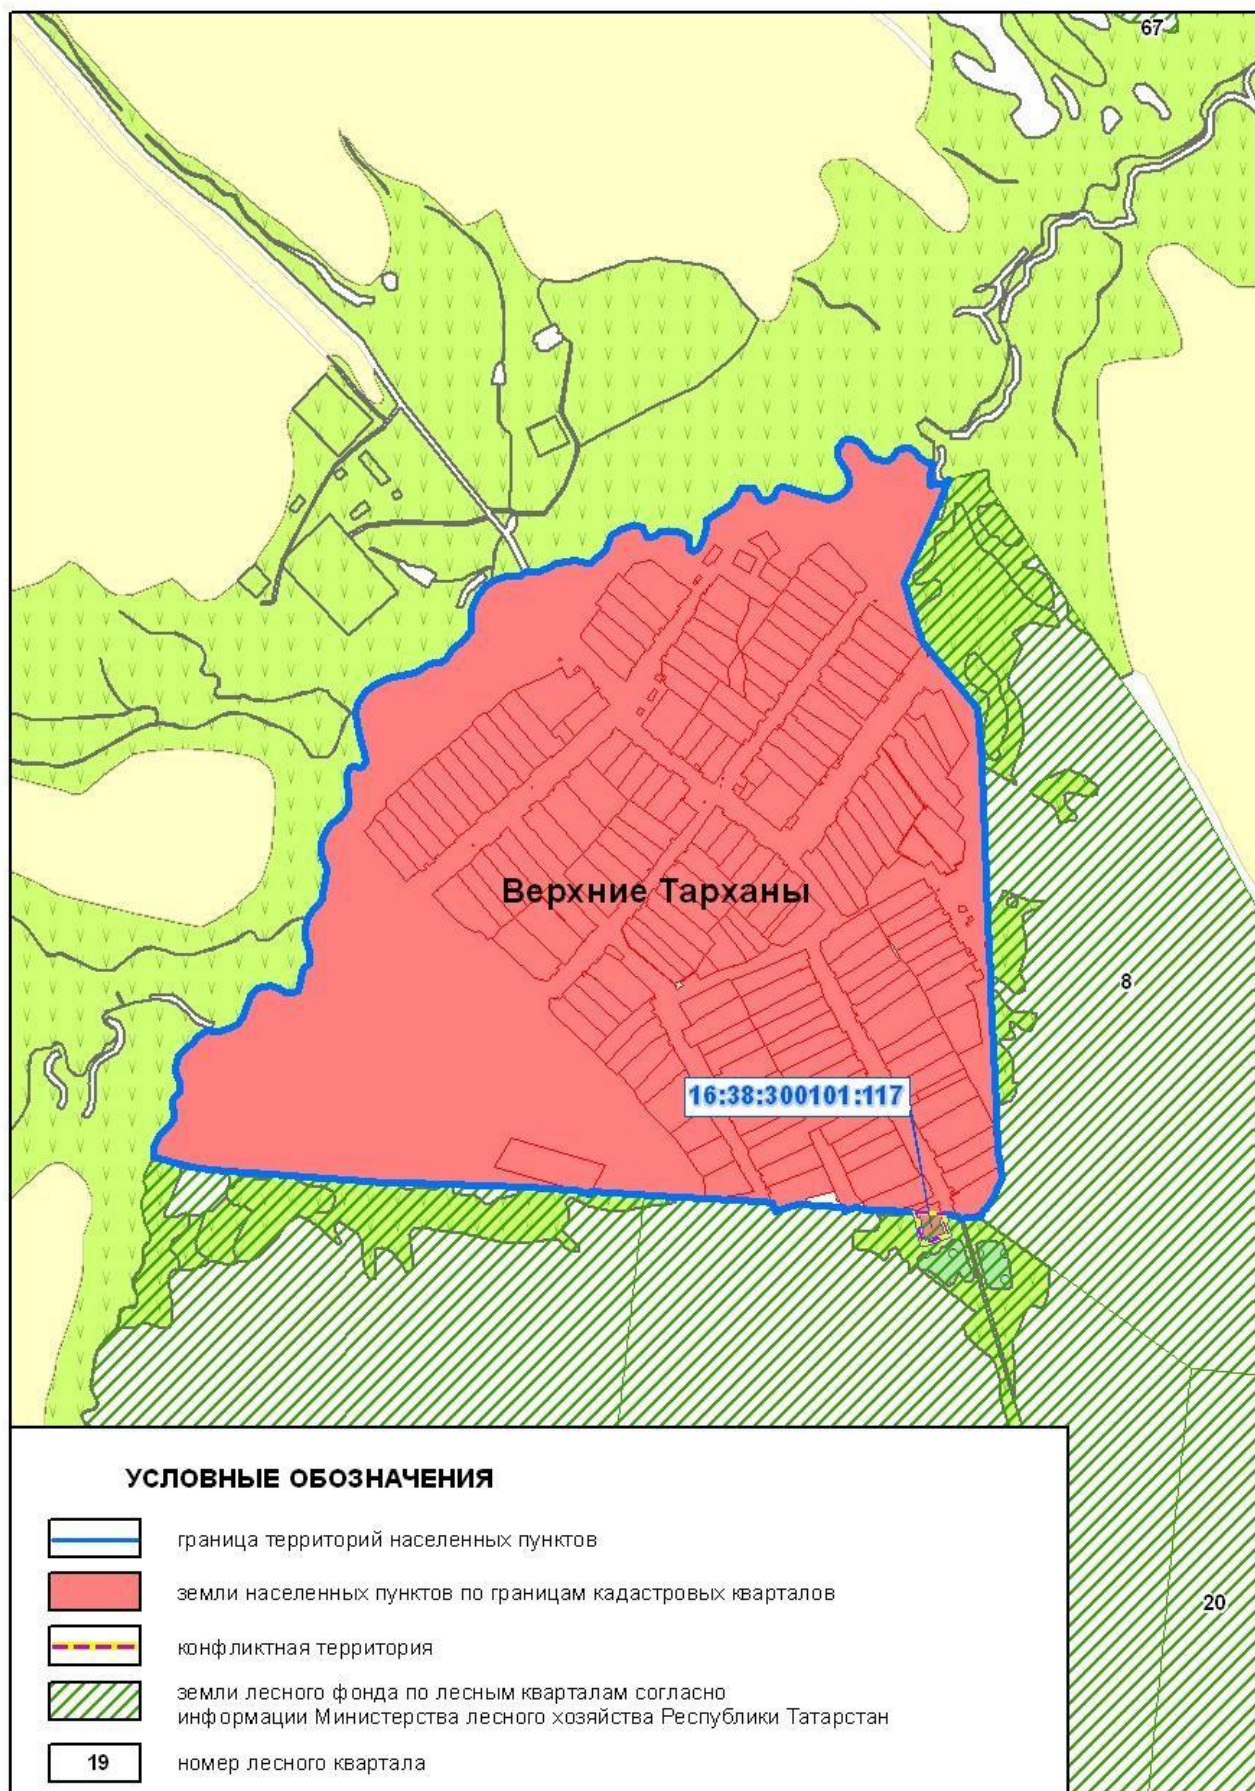 67
Верхние Тарханы
8
16:38:300101:117
УСЛОВНЫЕ ОБОЗНАЧЕНИЯ
граница территорий населенных пунктов
земли населенных пунктов по границам кадастровых кварталов
конфликтная территория
20
земли лесного фонда по лесным кварталам согласно
информации Министерства лесного хозяйства Республики Татарстан
19 номер лесного квартала